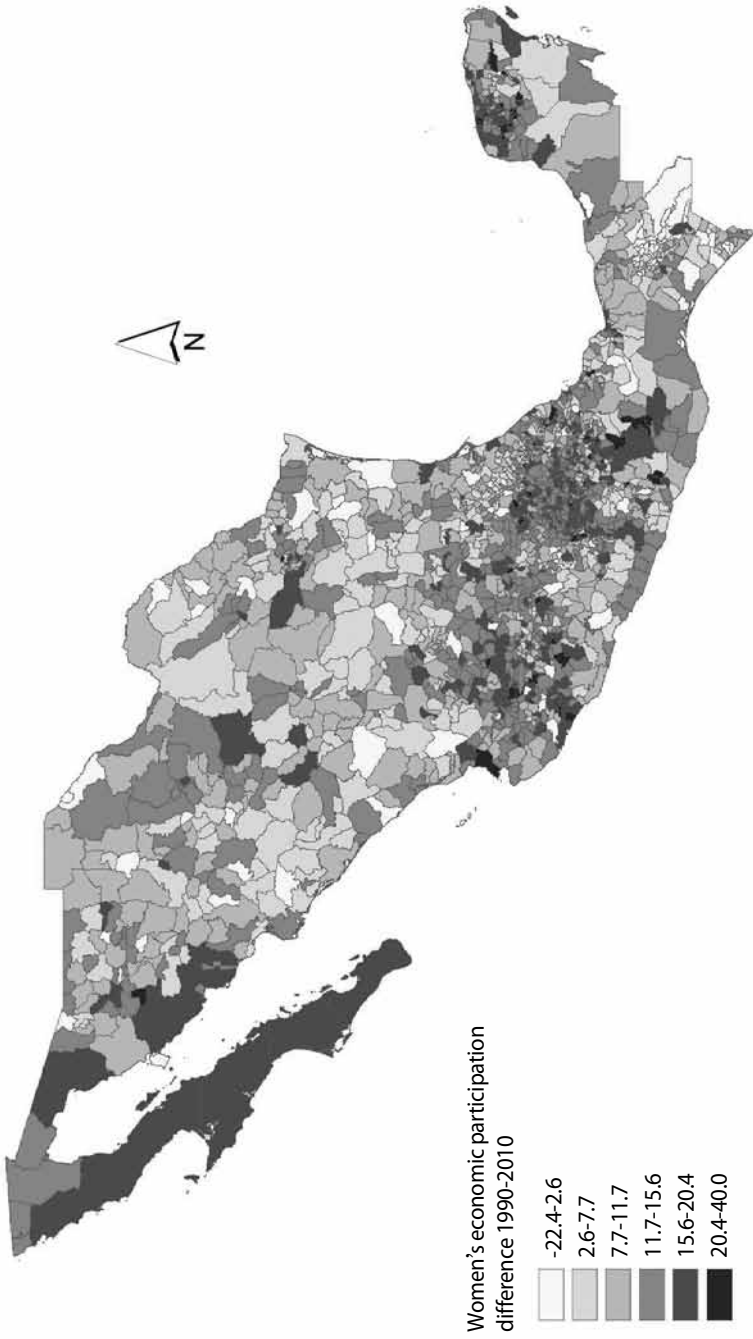 N
Women's economic participation
difference 1990-2010
-22.4-2.6
2.6-7.7
7.7-11.7
11.7-15.6
15.6-20.4
20.4-40.0